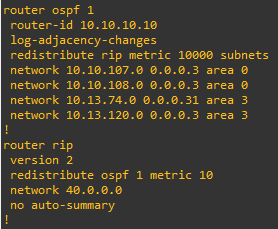 router ospf 1
 router-id 10.10.10.10
 log-adjacency-changes
 redistribute rip metric 10000 subnets
 network 10.10.107.0 0.0.0.3 area 0
 network 10.10.108.0 0.0.0.3 area 0
 network 10.13.74.0 0.0.0.31 area 3
 network 10.13.120.0 0.0.0.3 area 3
!
router rip
 version 2
 redistribute ospf 1 metric 10
 network 40.0.0.0
 no auto-summary
!